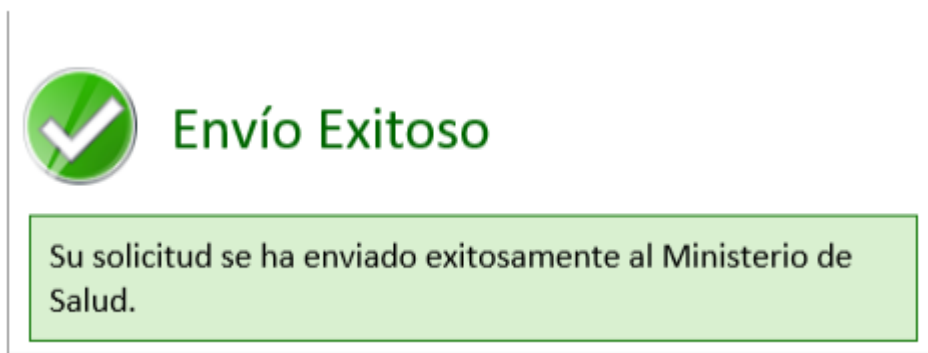 Envío Exitoso
Su solicitud se ha enviado exitosamente al Ministerio de
Salud.